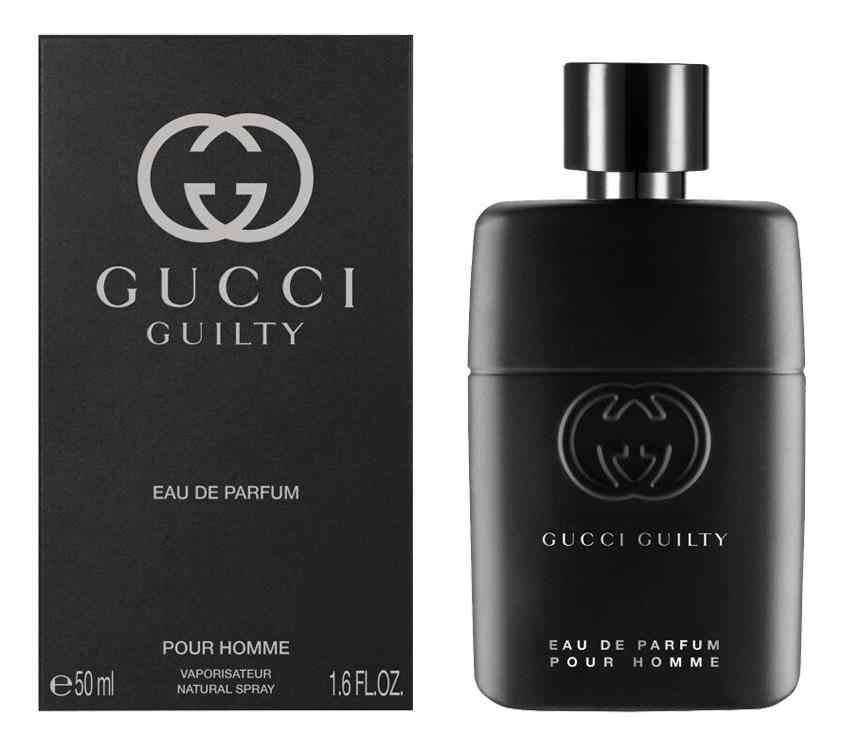 GUCCI
GUILTY
EAU DE PARFUM
POUR HOMME
VAPORISATEUR
NATURAL SPRAY
℮50 ml
1.6 FL.OZ.
GUCCI GUILTY
EAU DE PARFUM
POUR HOMME